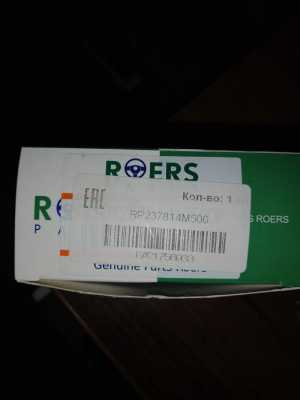 ROERS
EAC Кол-во: 1
RP237814M500
S ROERS
R
P A
Genuine Parts Roers